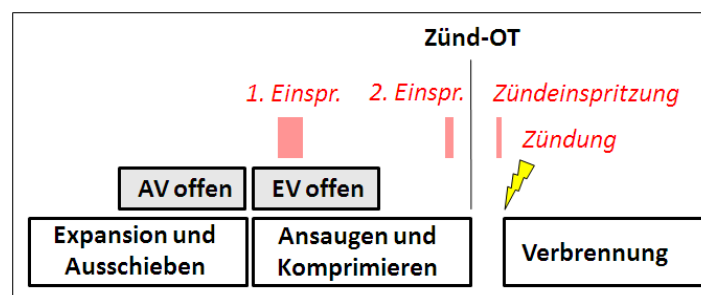 Zünd-OT
1. Einspr.
2. Einspr.
Zündeinspritzung
Zündung
AV offen
EV offen
Expansion und
Ausschieben
Ansaugen und
Komprimieren
Verbrennung